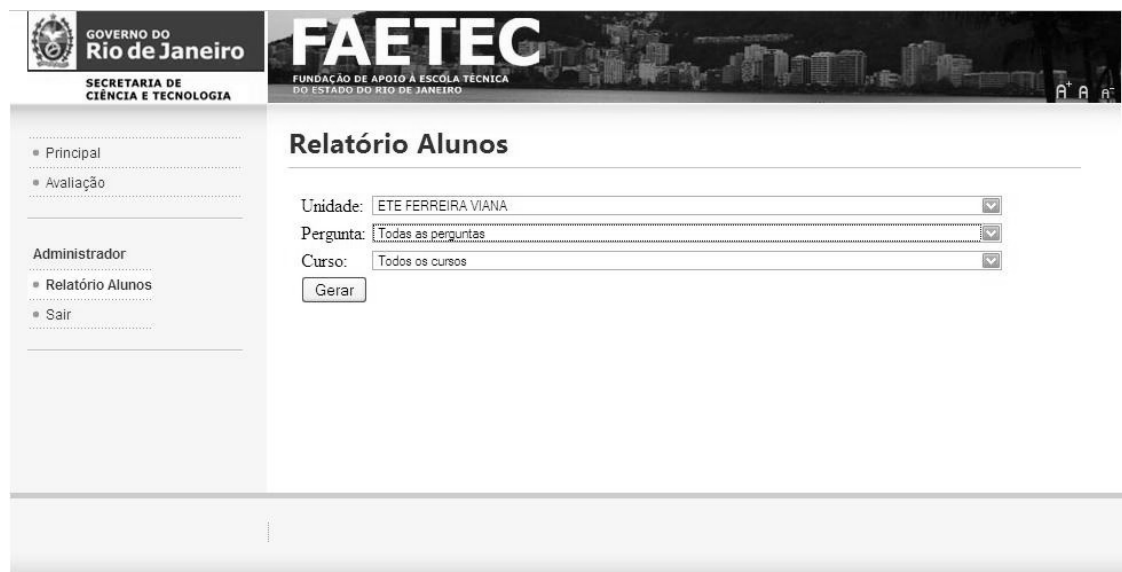 GOVERNO DO
Rio de Janeiro
SECRETARIA DE
CIÊNCIA E TECNOLOGIA
FAETEC
FUNDAÇÃO DE APOIO À ESCOLA TÉCNICA
DO ESTADO DO RIO DE JANEIRO
A+ A A-
Principal
Avaliação
Administrador
Relatório Alunos
Sair
Relatório Alunos
Unidade: ETE FERREIRA VIANA
Pergunta: Todas as perguntas
Curso: Todos os cursos
Gerar